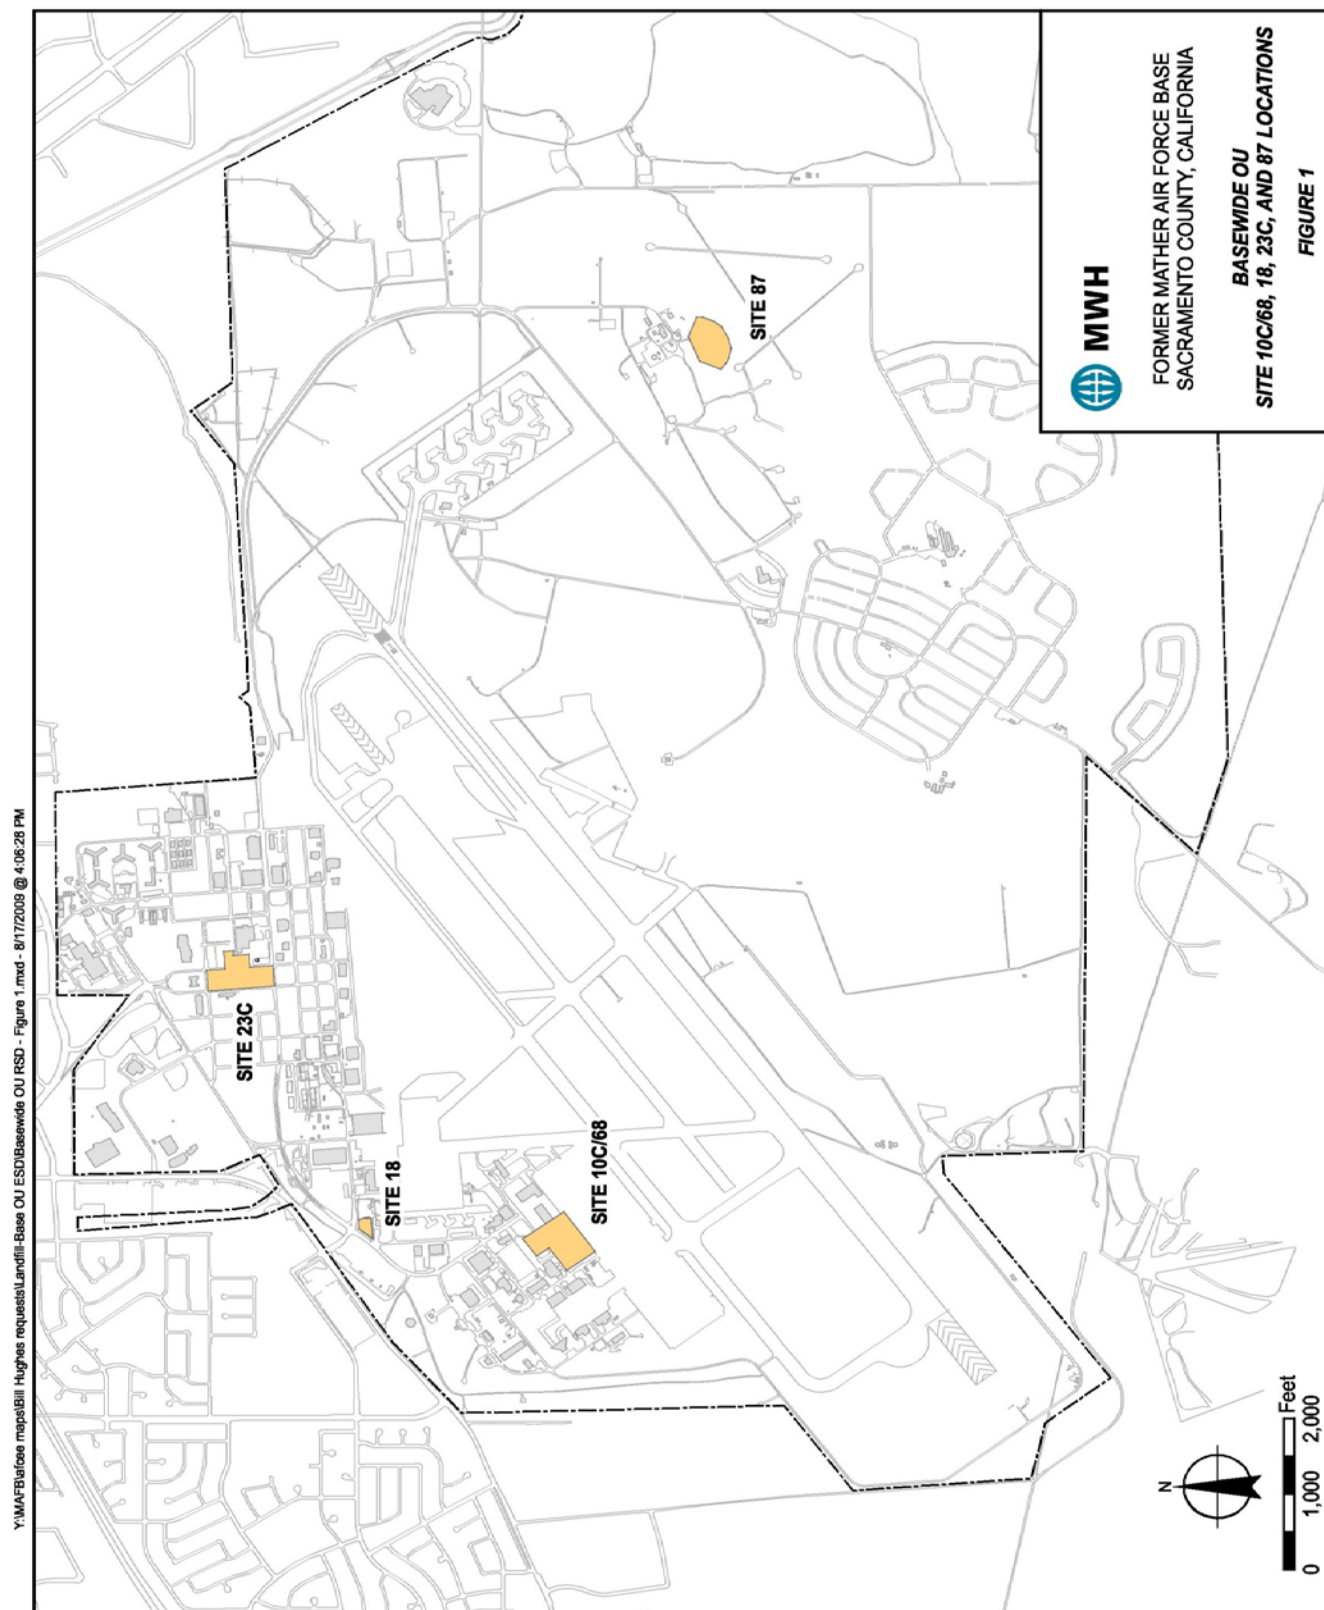 Y:\MAFB\afcee maps\Bill Hughes requests\Landfill-Base OU ESD\Basewide OU RSD - Figure 1.mxd - 8/17/2009 @ 4:06:28 PM
SITE 23C
SITE 18
SITE 10C/68
SITE 87
N
Feet
0 1,000 2,000
MWH
FORMER MATHER AIR FORCE BASE
SACRAMENTO COUNTY, CALIFORNIA
BASEWIDE OU
SITE 10C/68, 18, 23C, AND 87 LOCATIONS
FIGURE 1